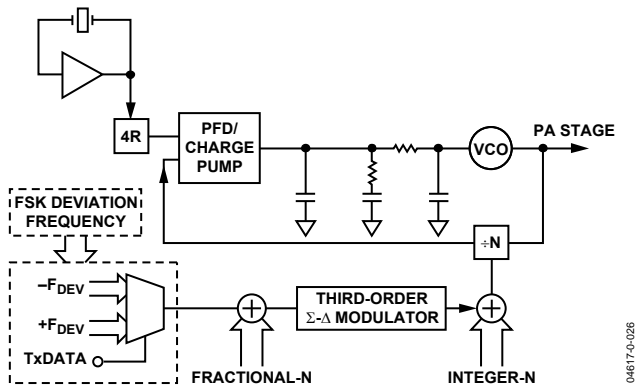 4R
PFD/
CHARGE
PUMP
VCO
PA STAGE
FSK DEVIATION
FREQUENCY
÷N
–FDEV
+FDEV
TxDATA
THIRD-ORDER
Σ-Δ MODULATOR
FRACTIONAL-N
INTEGER-N
04617-0-026